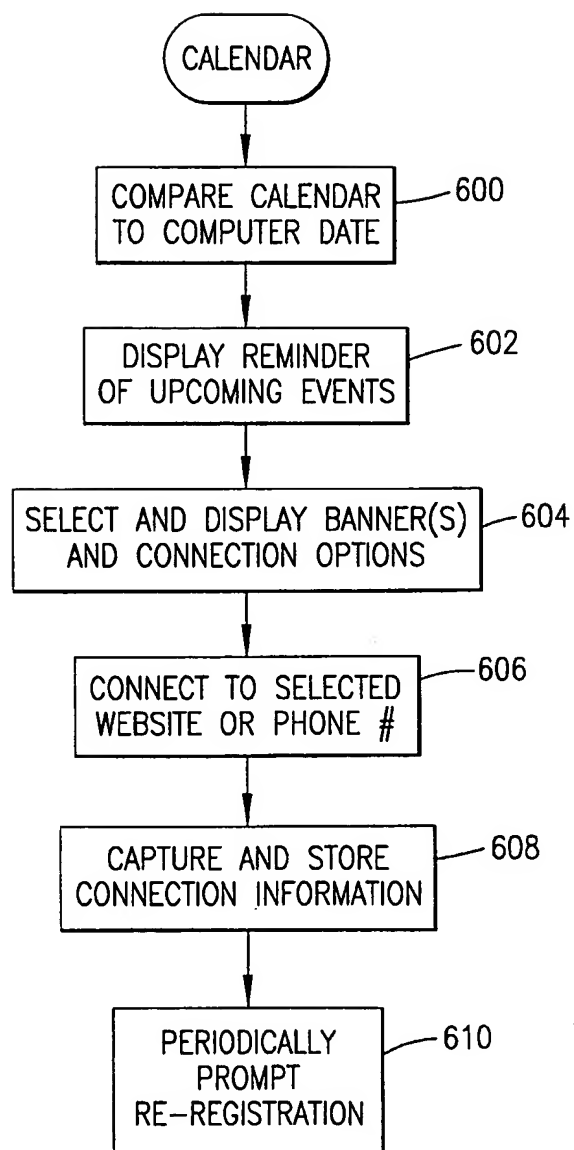 CALENDAR
COMPARE CALENDAR
TO COMPUTER DATE
600
DISPLAY REMINDER
OF UPCOMING EVENTS
602
SELECT AND DISPLAY BANNER(S)
AND CONNECTION OPTIONS
604
CONNECT TO SELECTED
WEBSITE OR PHONE #
606
CAPTURE AND STORE
CONNECTION INFORMATION
608
PERIODICALLY
PROMPT
RE-REGISTRATION
610